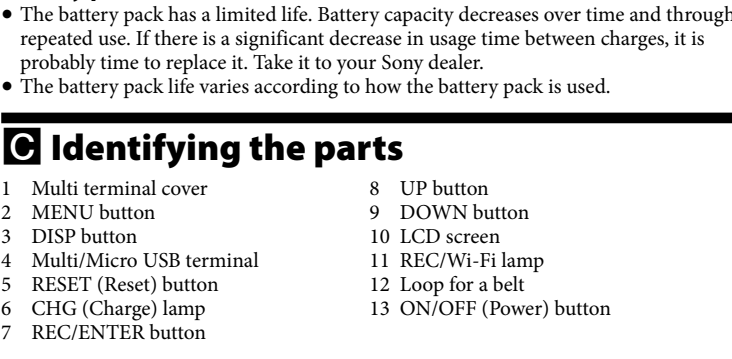 • The battery pack has a limited life. Battery capacity decreases over time and through
repeated use. If there is a significant decrease in usage time between charges, it is
probably time to replace it. Take it to your Sony dealer.
• The battery pack life varies according to how the battery pack is used.
C Identifying the parts
1 Multi terminal cover
2 MENU button
3 DISP button
4 Multi/Micro USB terminal
5 RESET (Reset) button
6 CHG (Charge) lamp
7 REC/ENTER button
8 UP button
9 DOWN button
10 LCD screen
11 REC/Wi-Fi lamp
12 Loop for a belt
13 ON/OFF (Power) button